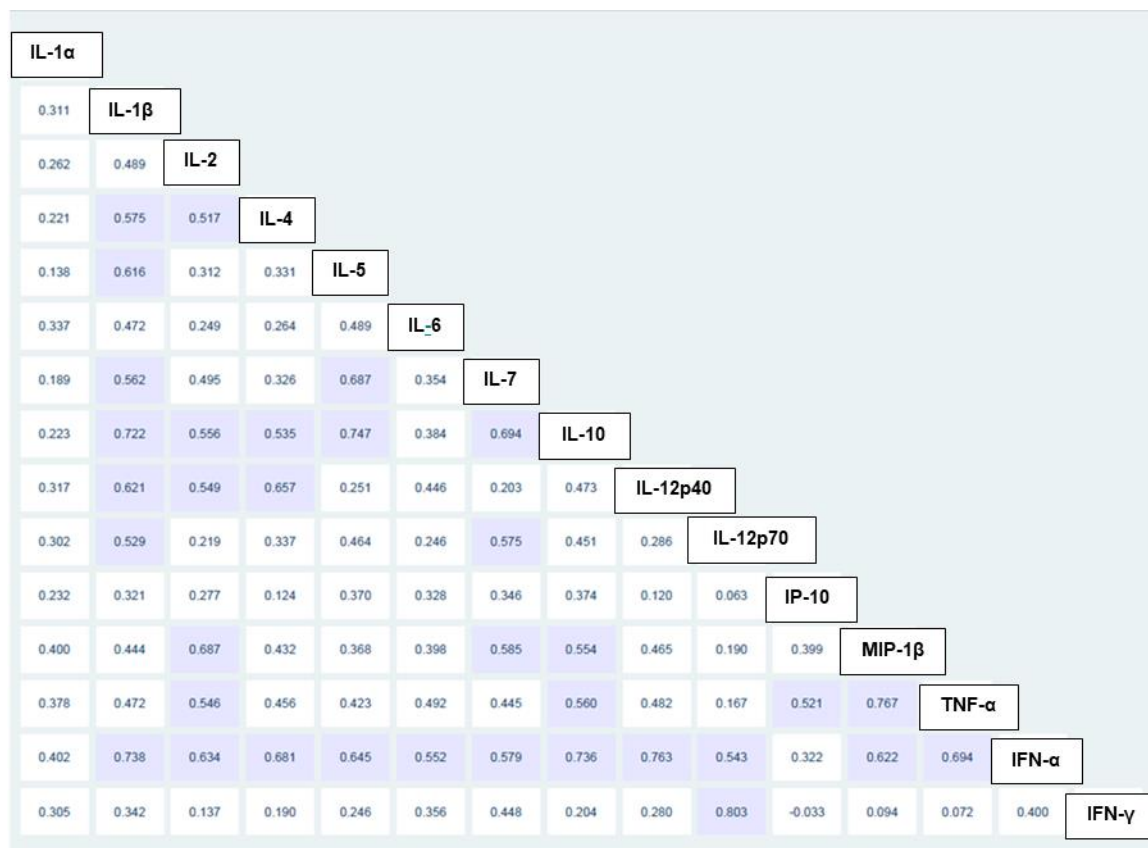 IL-1α
0.311 IL-1β
0.262 0.489 IL-2
0.221 0.575 0.517 IL-4
0.138 0.616 0.312 0.331 IL-5
0.337 0.472 0.249 0.264 0.489 IL-6
0.189 0.562 0.495 0.326 0.687 0.354 IL-7
0.223 0.722 0.556 0.535 0.747 0.384 0.694 IL-10
0.317 0.621 0.549 0.657 0.251 0.446 0.203 0.473 IL-12p40
0.302 0.529 0.219 0.337 0.464 0.246 0.575 0.451 0.286 IL-12p70
0.232 0.321 0.277 0.124 0.370 0.328 0.346 0.374 0.120 0.063 IP-10
0.400 0.444 0.687 0.432 0.368 0.398 0.585 0.554 0.465 0.190 0.399 MIP-1β
0.378 0.472 0.546 0.456 0.423 0.492 0.445 0.560 0.482 0.167 0.521 0.767 TNF-α
0.402 0.738 0.634 0.681 0.645 0.552 0.579 0.736 0.763 0.543 0.322 0.622 0.694 IFN-α
0.305 0.342 0.137 0.190 0.246 0.356 0.448 0.204 0.280 0.803 -0.033 0.094 0.072 0.400 IFN-γ